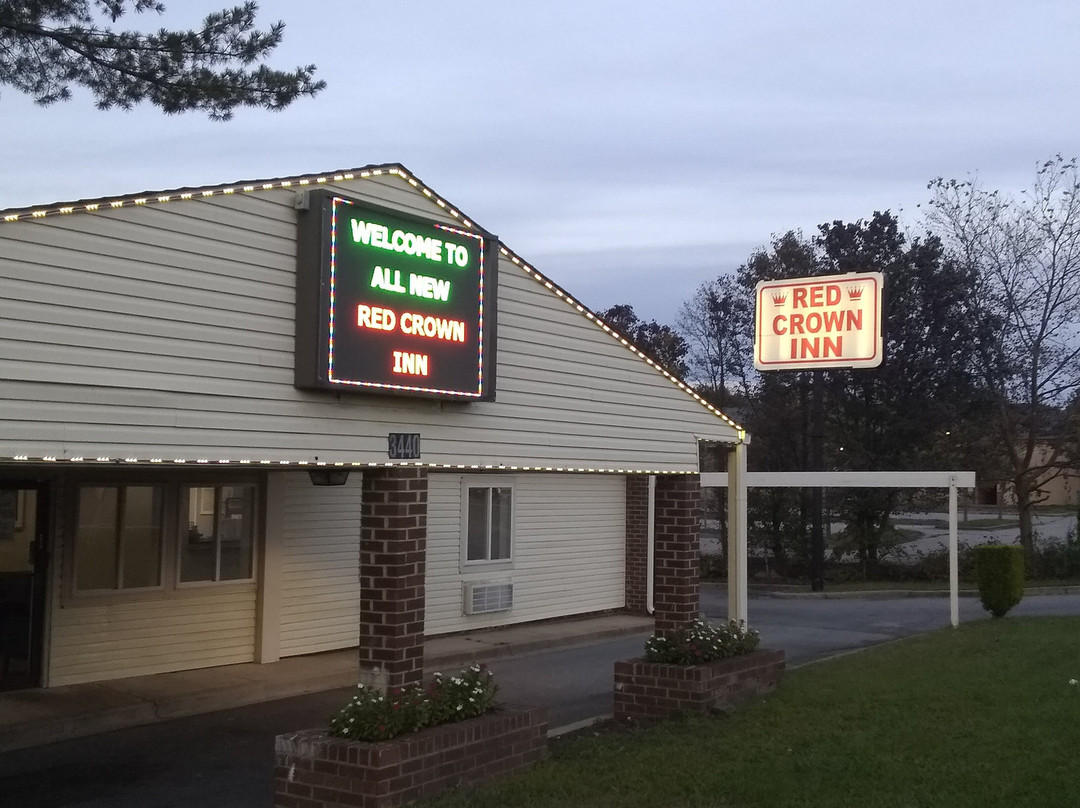 WELCOME TO
ALL NEW
RED CROWN
INN
RED
CROWN
INN
3440